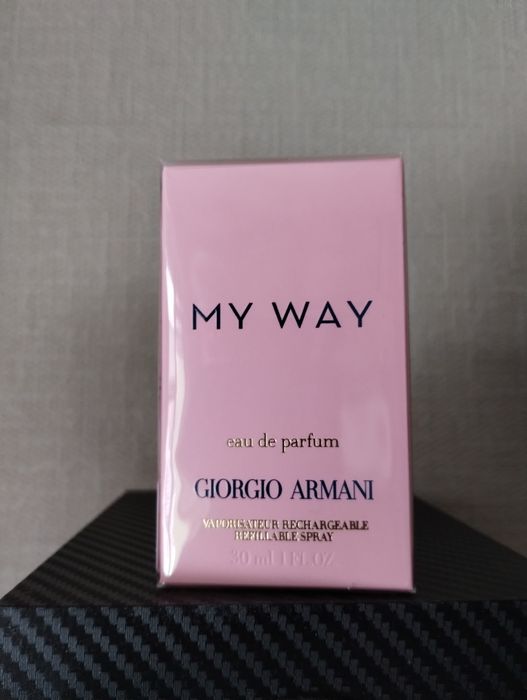 MY WAY
eau de parfum
GIORGIO ARMANI
VAPORISATEUR RECHARGEABLE
REFILLABLE SPRAY
30 ml 1 FL.OZ